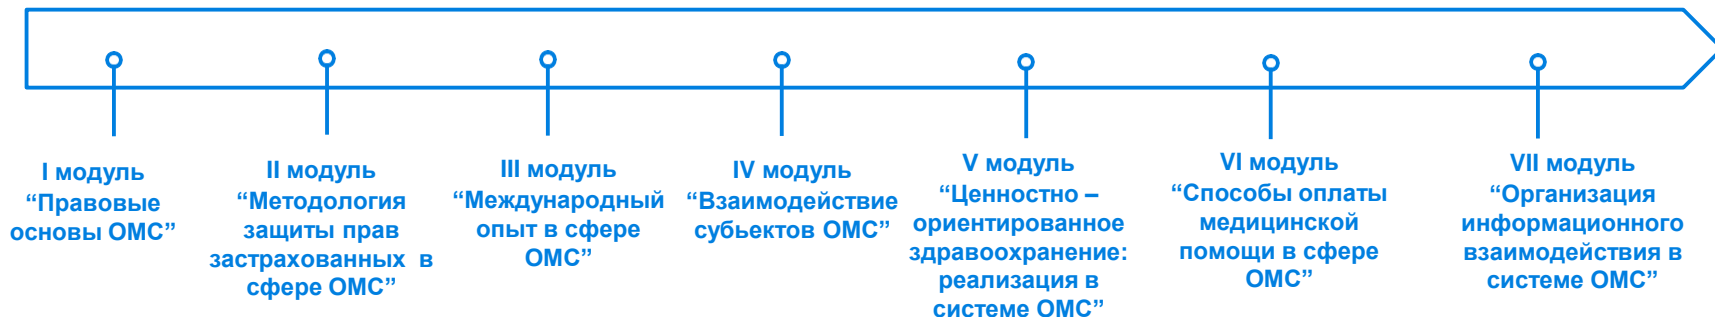 I модуль
“Правовые
основы ОМС”
II модуль
“Методология
защиты прав
застрахованных в
сфере ОМС”
III модуль
“Международный
опыт в сфере
ОМС”
IV модуль
“Взаимодействие
субьектов ОМС”
V модуль
“Ценностно –
ориентированное
здравоохранение:
реализация в
системе ОМС”
VI модуль
“Способы оплаты
медицинской
помощи в сфере
ОМС”
VII модуль
“Организация
информационного
взаимодействия в
системе ОМС”